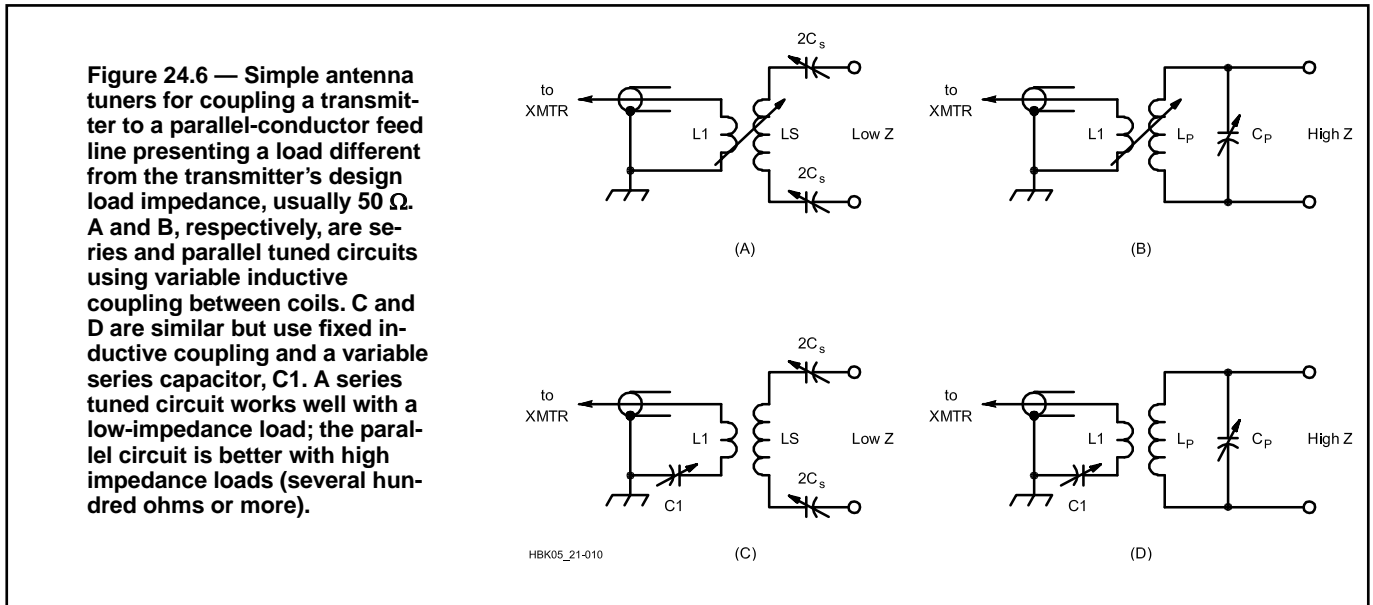 Figure 24.6 — Simple antenna
tuners for coupling a transmit-
ter to a parallel-conductor feed
line presenting a load different
from the transmitter's design
load impedance, usually 50 Ω.
A and B, respectively, are se-
ries and parallel tuned circuits
using variable inductive
coupling between coils. C and
D are similar but use fixed in-
ductive coupling and a variable
series capacitor, C1. A series
tuned circuit works well with a
low-impedance load; the paral-
lel circuit is better with high
impedance loads (several hun-
dred ohms or more).
2Cs
to
XMTR
L1
LS
Low Z
2Cs
(A)
to
XMTR
L1
LP
CP
High Z
(B)
2Cs
to
XMTR
L1
LS
Low Z
C1
2Cs
(C)
to
XMTR
L1
LP
CP
High Z
C1
(D)
HBK05_21-010